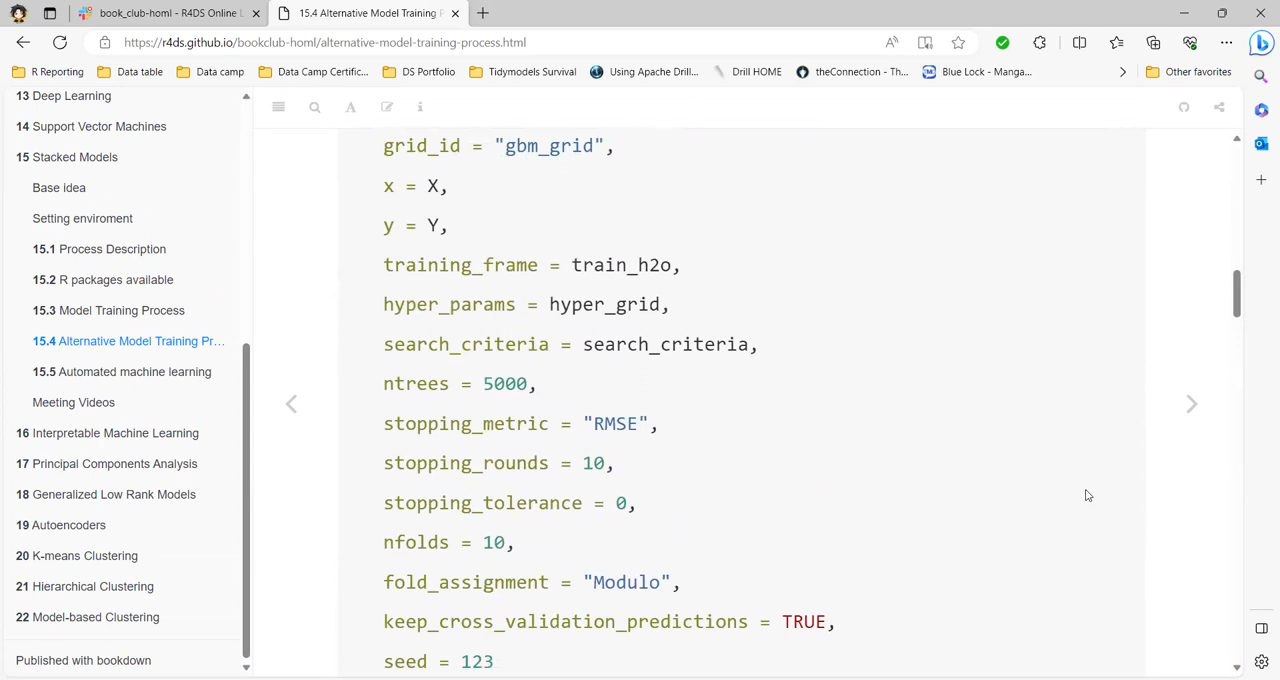 book_club-homl - R4DS Online L
15.4 Alternative Model Training P
https://r4ds.github.io/bookclub-homl/alternative-model-training-process.html
R Reporting
Data table
Data camp
Data Camp Certific...
DS Portfolio
Tidymodels Survival
Using Apache Drill...
Drill HOME
theConnection - Th...
Blue Lock - Manga...
Other favorites
13 Deep Learning
14 Support Vector Machines
15 Stacked Models
Base idea
Setting enviroment
15.1 Process Description
15.2 R packages available
15.3 Model Training Process
15.4 Alternative Model Training Pr...
15.5 Automated machine learning
Meeting Videos
16 Interpretable Machine Learning
17 Principal Components Analysis
18 Generalized Low Rank Models
19 Autoencoders
20 K-means Clustering
21 Hierarchical Clustering
22 Model-based Clustering
Published with bookdown
grid_id = "gbm_grid",
x = X,
y = Y,
training_frame = train_h2o,
hyper_params = hyper_grid,
search_criteria = search_criteria,
ntrees = 5000,
stopping_metric = "RMSE",
stopping_rounds = 10,
stopping_tolerance = 0,
nfolds = 10,
fold_assignment = "Modulo",
keep_cross_validation_predictions = TRUE,
seed = 123